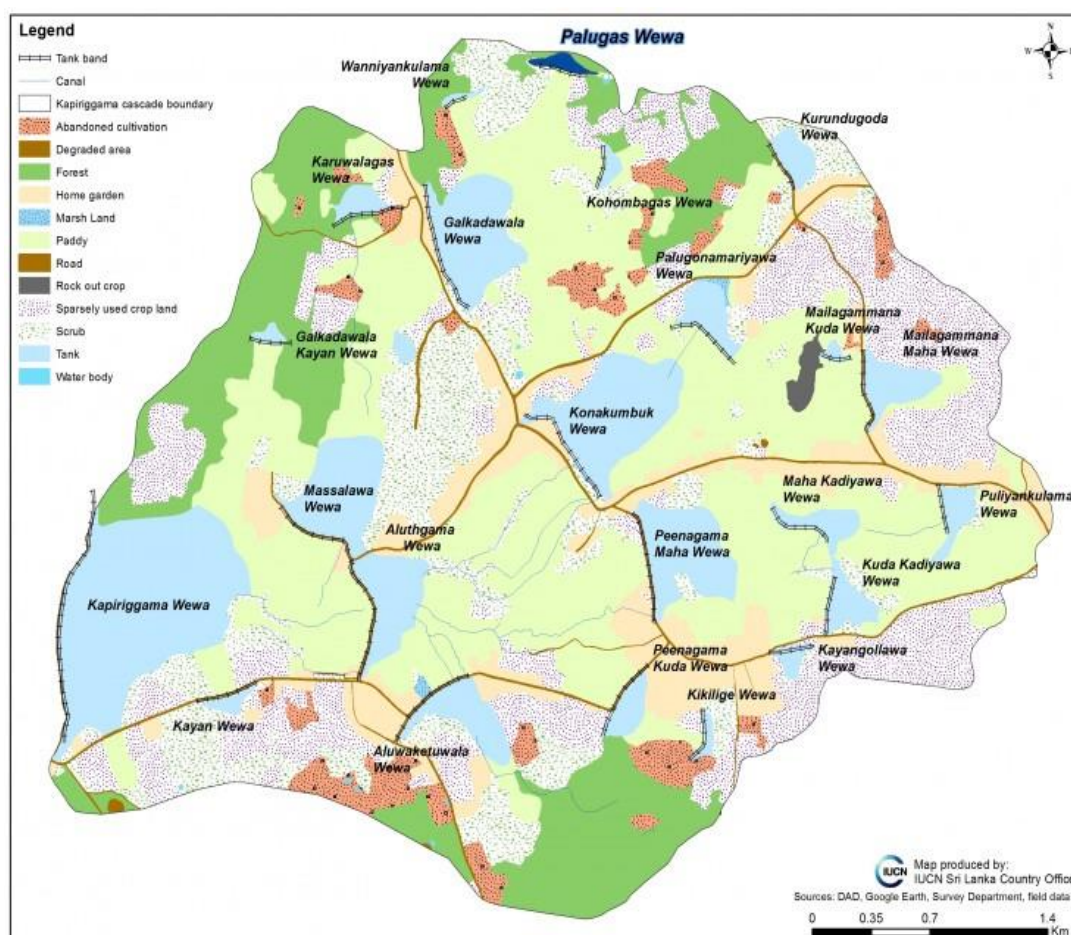 Legend
Tank band
Canal
Kapiriggama cascade boundary
Abandoned cultivation
Degraded area
Forest
Home garden
Marsh Land
Paddy
Road
Rock out crop
Sparsely used crop land
Scrub
Tank
Water body
Palugas Wewa
N
W
S
Wanniyankulama
Wewa
Kurundugoda
Wewa
Karuwalagas
Wewa
Kohombagas Wewa
Galkadawala
Wewa
Palugonamariyawa
Wewa
Mailagammana
Kuda Wewa
Mailagammana
Maha Wewa
Galkadawala
Kayan Wewa
Konakumbuk
Wewa
Massalawa
Wewa
Maha Kadiyawa
Wewa
Puliyankulama
Wewa
Aluthgama
Wewa
Peenagama
Maha Wewa
Kuda Kadiyawa
Wewa
Kapiriggama Wewa
Peenagama
Kuda Wewa
Kayangollawa
Wewa
Kikilige Wewa
Kayan Wewa
Aluwaketuwala
Wewa
IUCN
Map produced by:
IUCN Sri Lanka Country Office
Sources: DAD, Google Earth, Survey Department, field data
0 0.35 0.7 1.4
Km